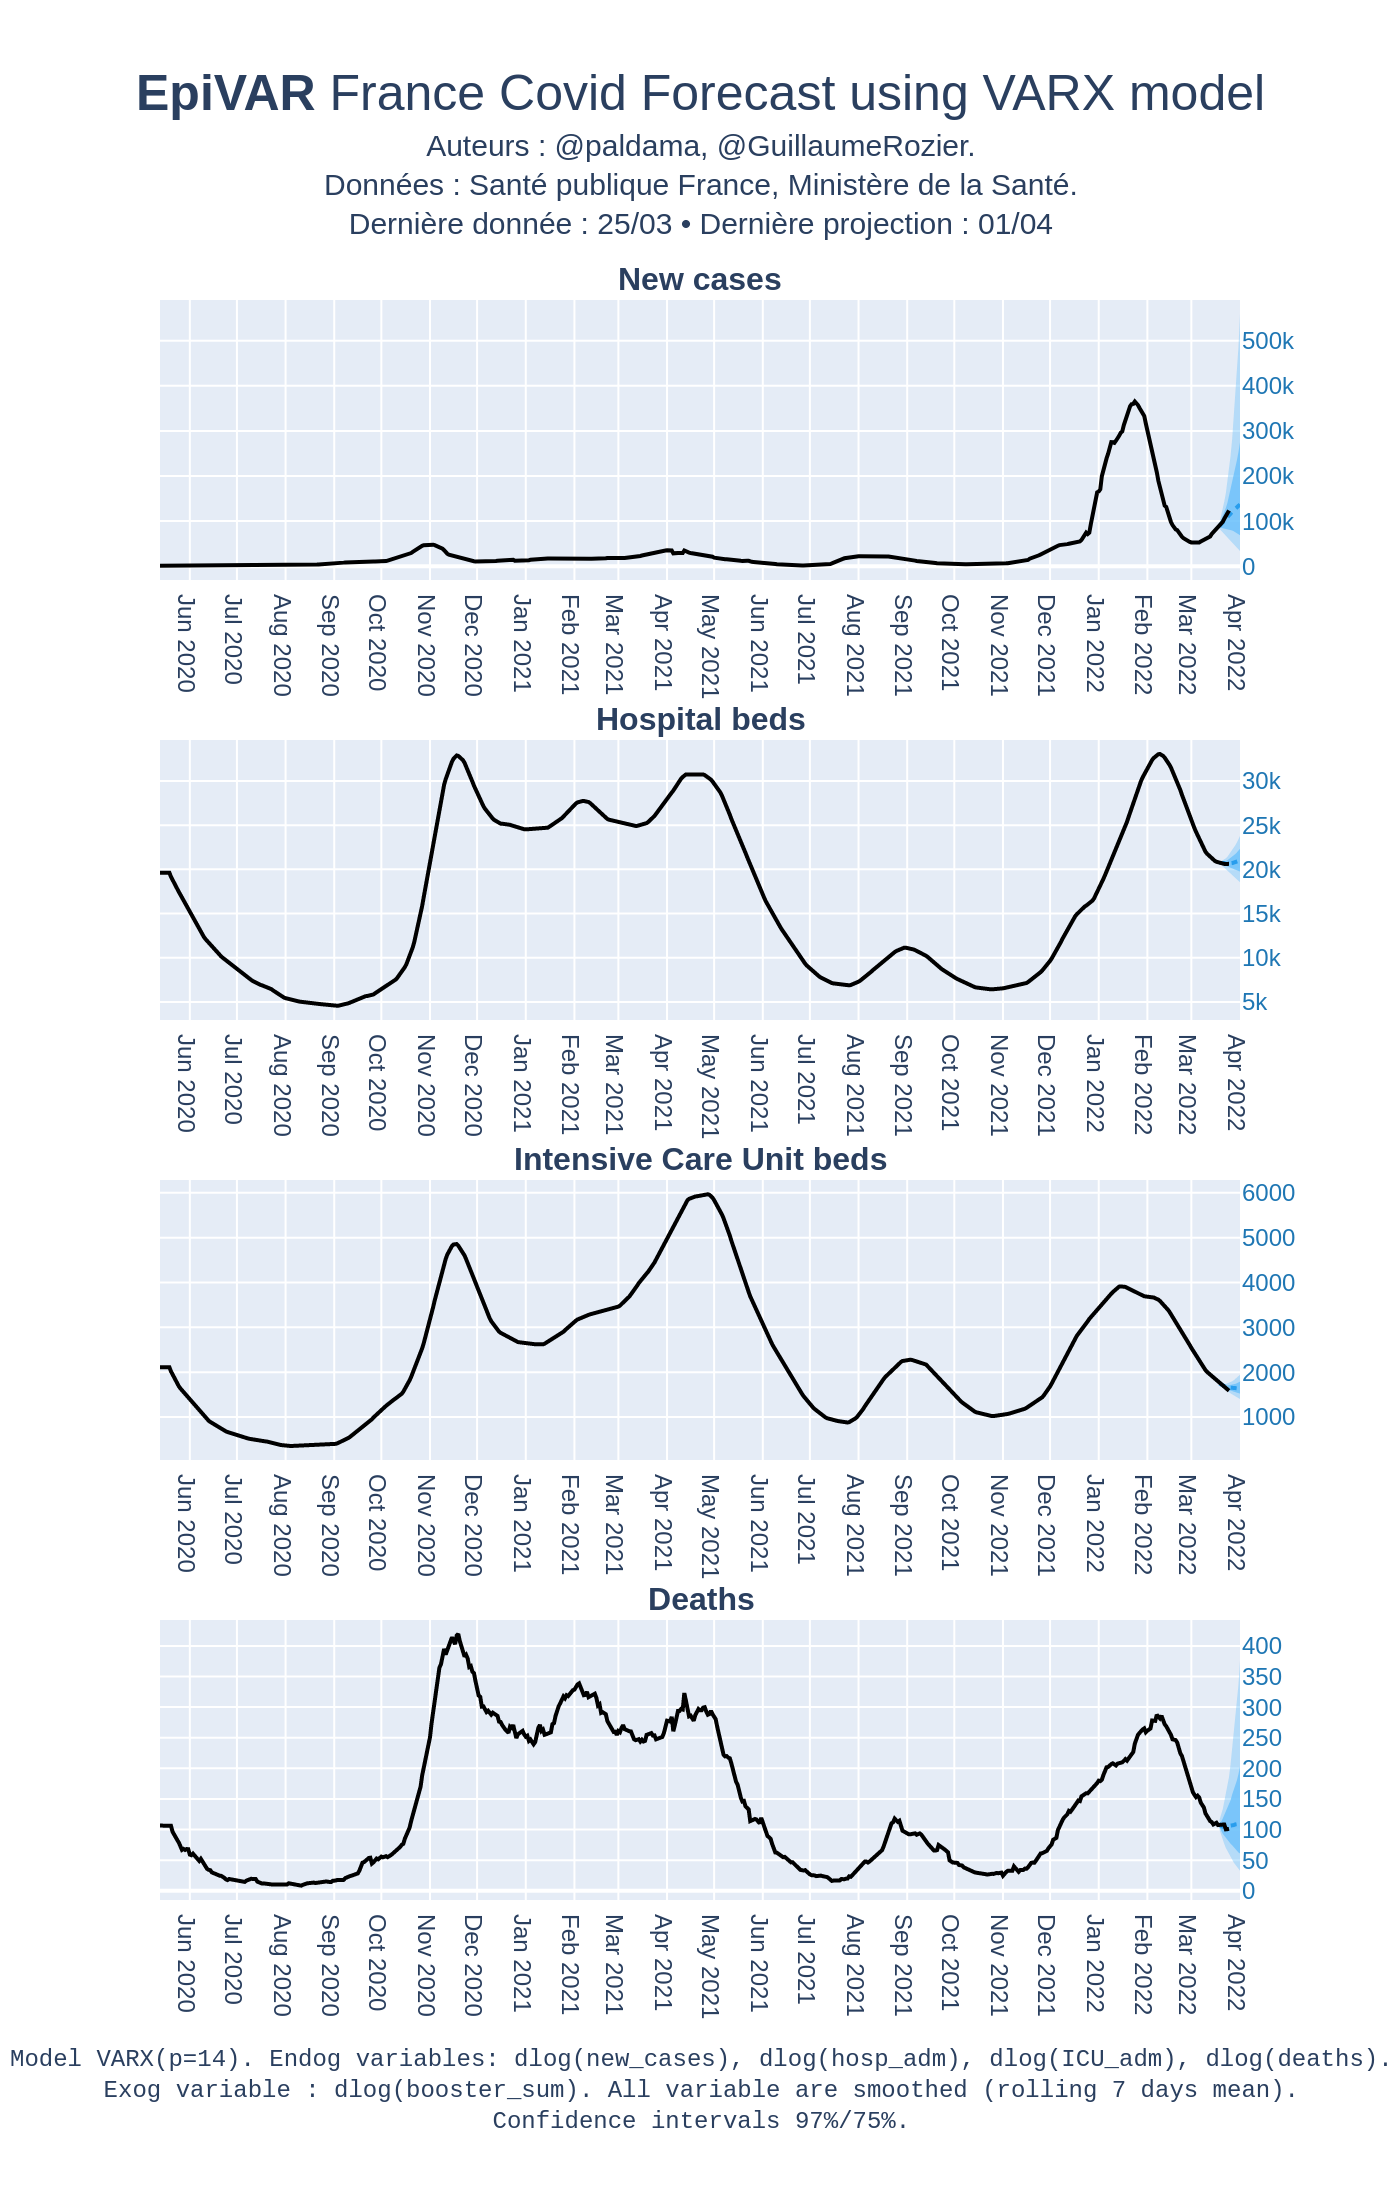 EpiVAR France Covid Forecast using VARX model
Auteurs : @paldama, @GuillaumeRozier.
Données : Santé publique France, Ministère de la Santé.
Dernière donnée : 25/03 • Dernière projection : 01/04
New cases
500k
400k
300k
200k
100k
0
Jun 2020 Jul 2020 Aug 2020 Sep 2020 Oct 2020 Nov 2020 Dec 2020 Jan 2021 Feb 2021 Mar 2021 Apr 2021 May 2021 Jun 2021 Jul 2021 Aug 2021 Sep 2021 Oct 2021 Nov 2021 Dec 2021 Jan 2022 Feb 2022 Mar 2022 Apr 2022
Hospital beds
30k
25k
20k
15k
10k
5k
Jun 2020 Jul 2020 Aug 2020 Sep 2020 Oct 2020 Nov 2020 Dec 2020 Jan 2021 Feb 2021 Mar 2021 Apr 2021 May 2021 Jun 2021 Jul 2021 Aug 2021 Sep 2021 Oct 2021 Nov 2021 Dec 2021 Jan 2022 Feb 2022 Mar 2022 Apr 2022
Intensive Care Unit beds
6000
5000
4000
3000
2000
1000
Jun 2020 Jul 2020 Aug 2020 Sep 2020 Oct 2020 Nov 2020 Dec 2020 Jan 2021 Feb 2021 Mar 2021 Apr 2021 May 2021 Jun 2021 Jul 2021 Aug 2021 Sep 2021 Oct 2021 Nov 2021 Dec 2021 Jan 2022 Feb 2022 Mar 2022 Apr 2022
Deaths
400
350
300
250
200
150
100
50
0
Jun 2020 Jul 2020 Aug 2020 Sep 2020 Oct 2020 Nov 2020 Dec 2020 Jan 2021 Feb 2021 Mar 2021 Apr 2021 May 2021 Jun 2021 Jul 2021 Aug 2021 Sep 2021 Oct 2021 Nov 2021 Dec 2021 Jan 2022 Feb 2022 Mar 2022 Apr 2022
Model VARX(p=14). Endog variables: dlog(new_cases), dlog(hosp_adm), dlog(ICU_adm), dlog(deaths).
Exog variable : dlog(booster_sum). All variable are smoothed (rolling 7 days mean).
Confidence intervals 97%/75%.